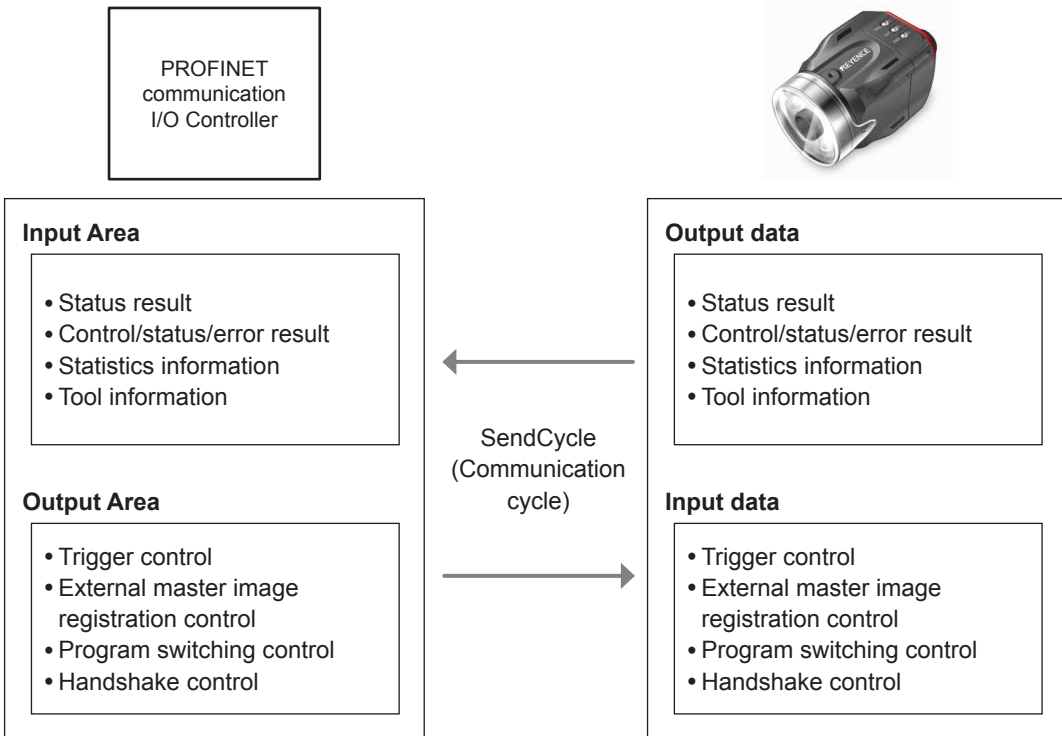 PROFINET
communication
I/O Controller
KEYENCE
Input Area
• Status result
• Control/status/error result
• Statistics information
• Tool information
Output Area
• Trigger control
• External master image
registration control
• Program switching control
• Handshake control
SendCycle
(Communication
cycle)
Output data
• Status result
• Control/status/error result
• Statistics information
• Tool information
Input data
• Trigger control
• External master image
registration control
• Program switching control
• Handshake control